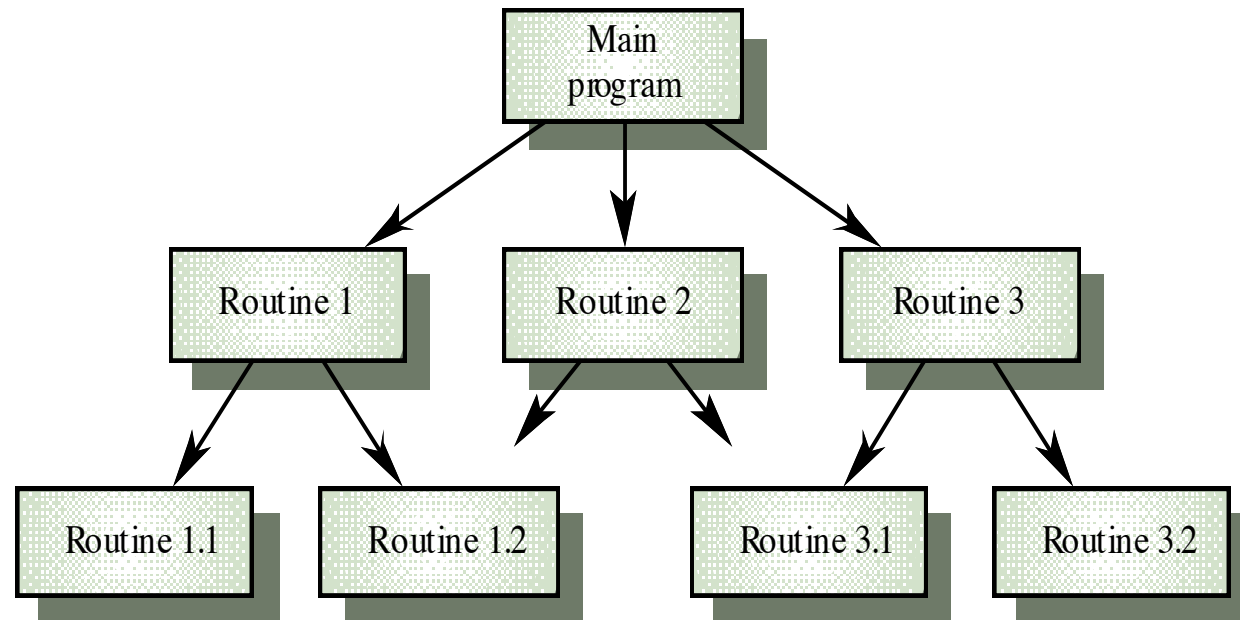 Main
program
Routine 1
Routine 2
Routine 3
Routine 1.1
Routine 1.2
Routine 3.1
Routine 3.2